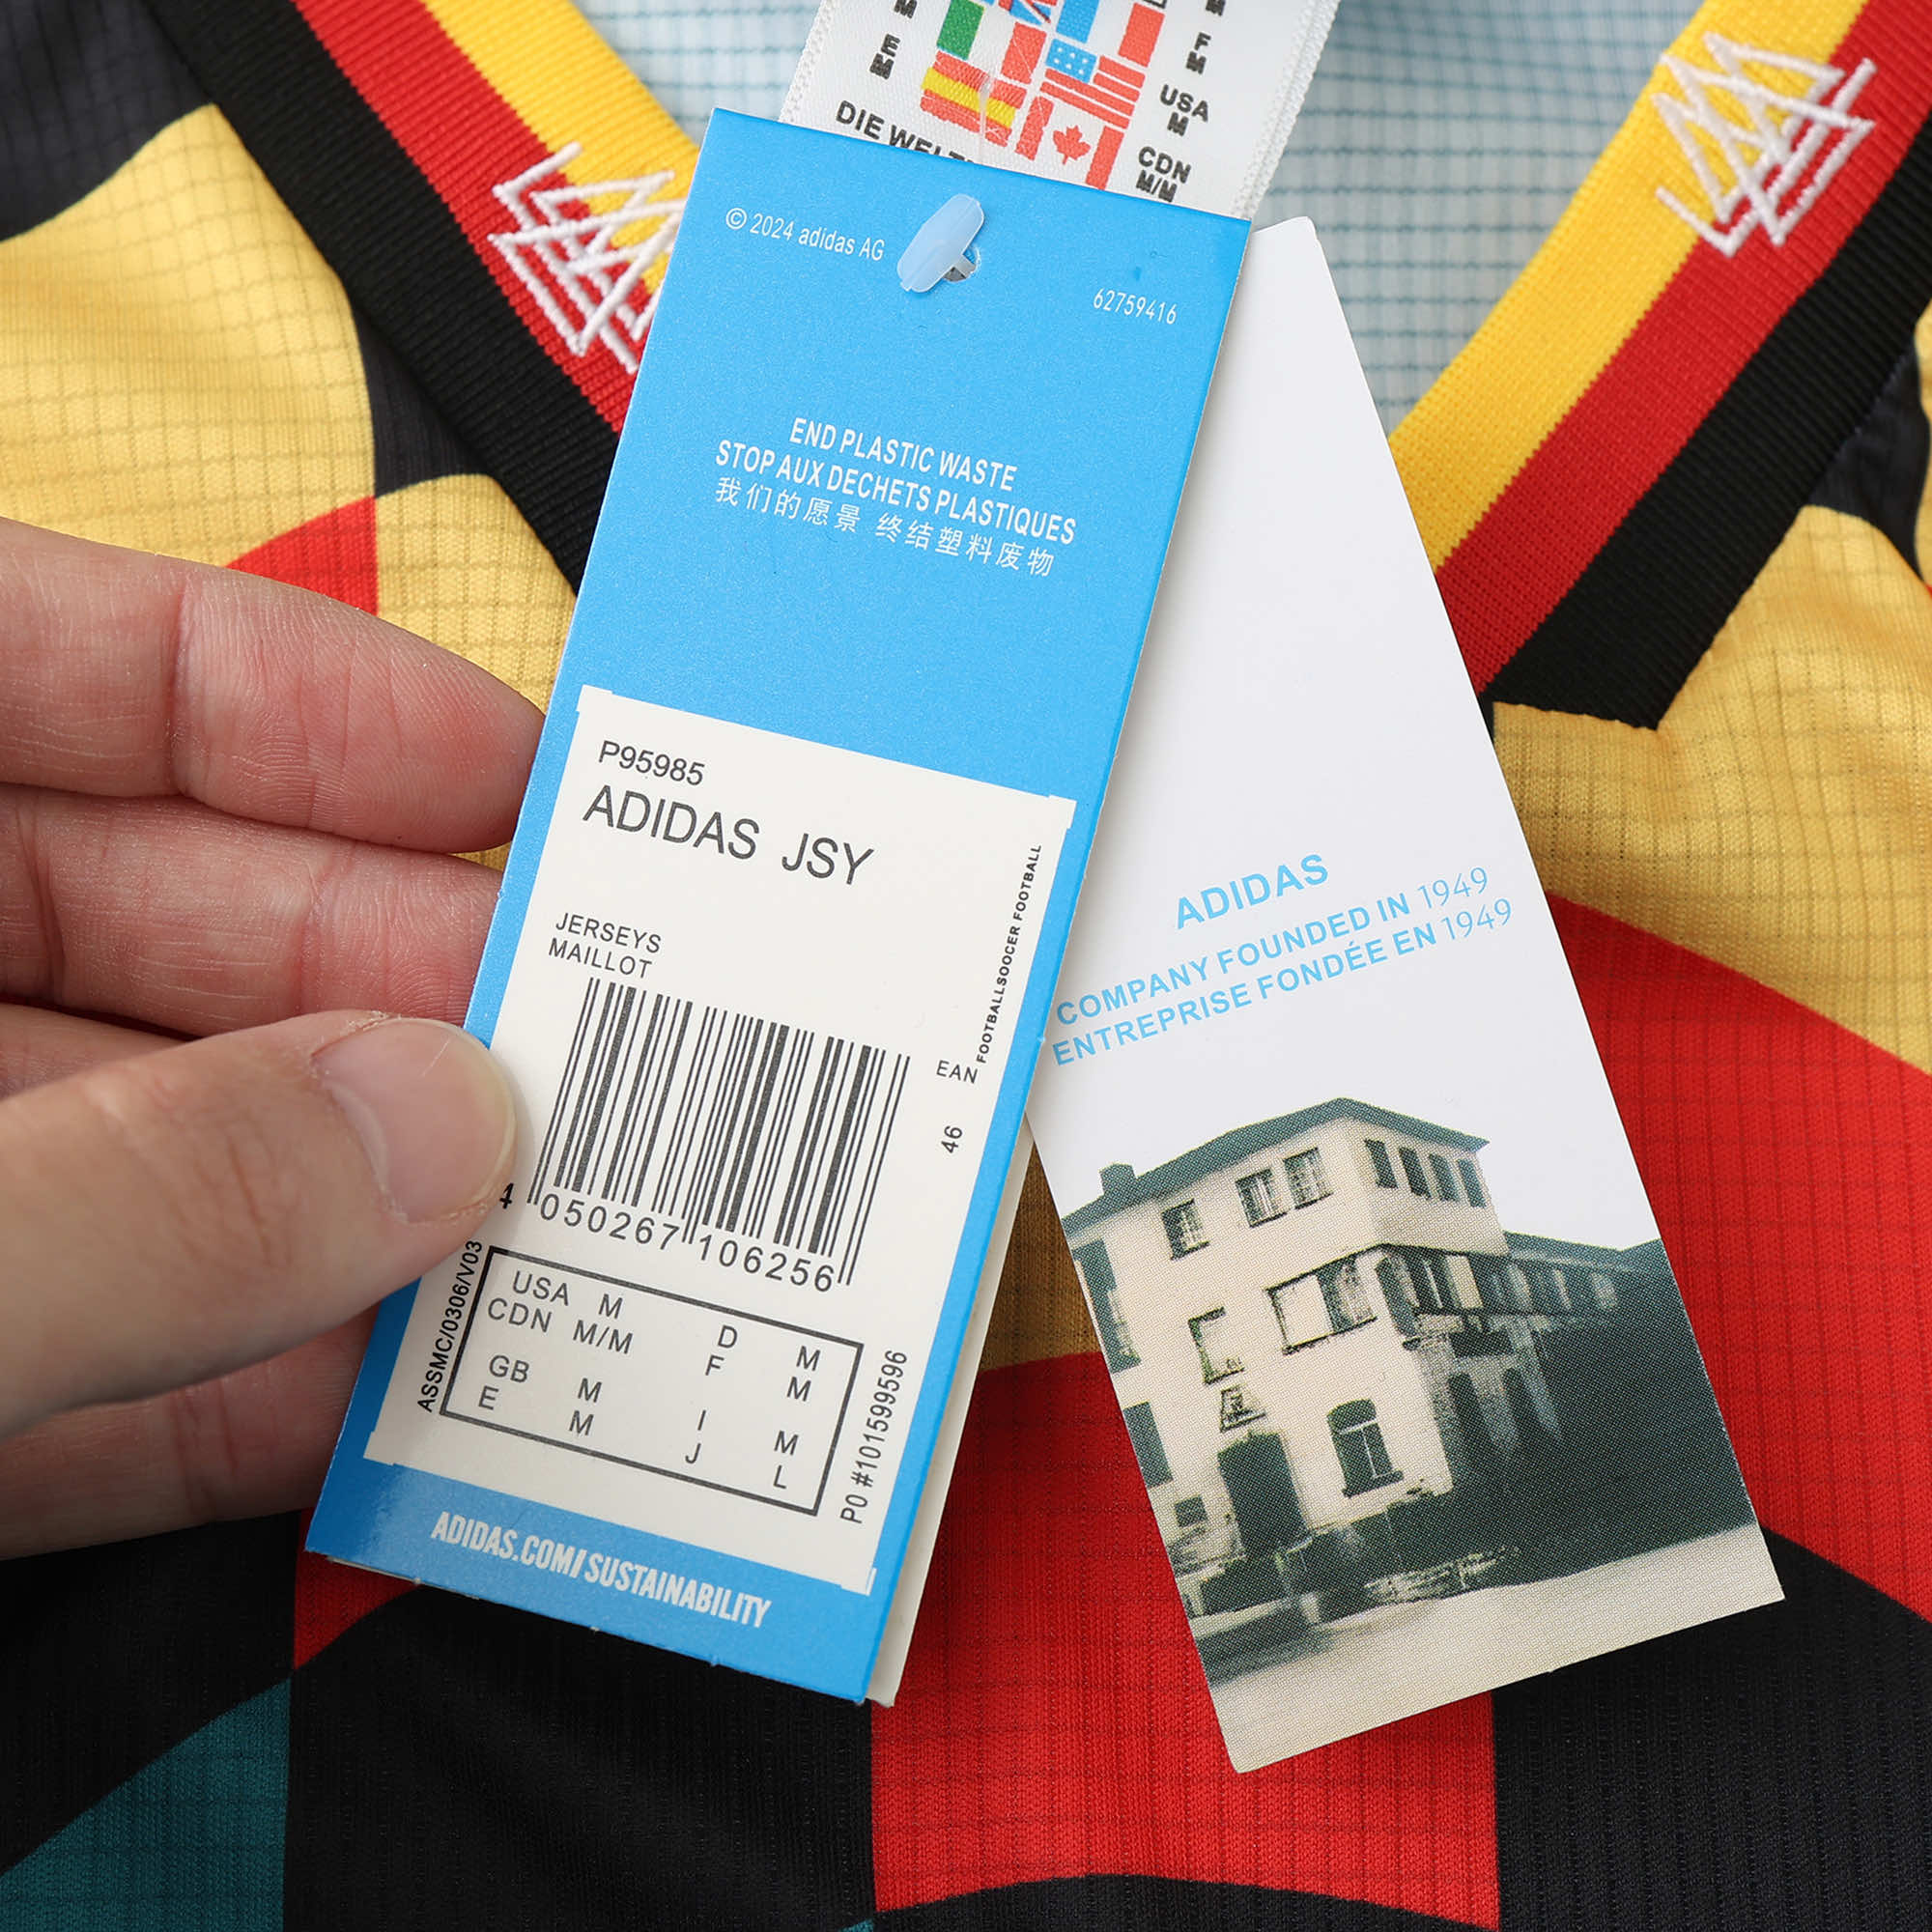 M
E
M
DIE WELT
F
M
USA
M
CDN
M/M
© 2024 adidas AG
62759416
END PLASTIC WASTE
STOP AUX DECHETS PLASTIQUES
我们的愿景 终结塑料废物
P95985
ADIDAS JSY
JERSEYS
MAILLOT
FOOTBALLSOOCER FOOTBALL
EAN
46
4 050267 106256
ASSMC/0306/V03
USA M
CDN M/M
GB M
E M
D M
F M
I M
J L
PO #101599596
ADIDAS.COM/SUSTAINABILITY
ADIDAS
COMPANY FOUNDED IN 1949
ENTREPRISE FONDÉE EN 1949